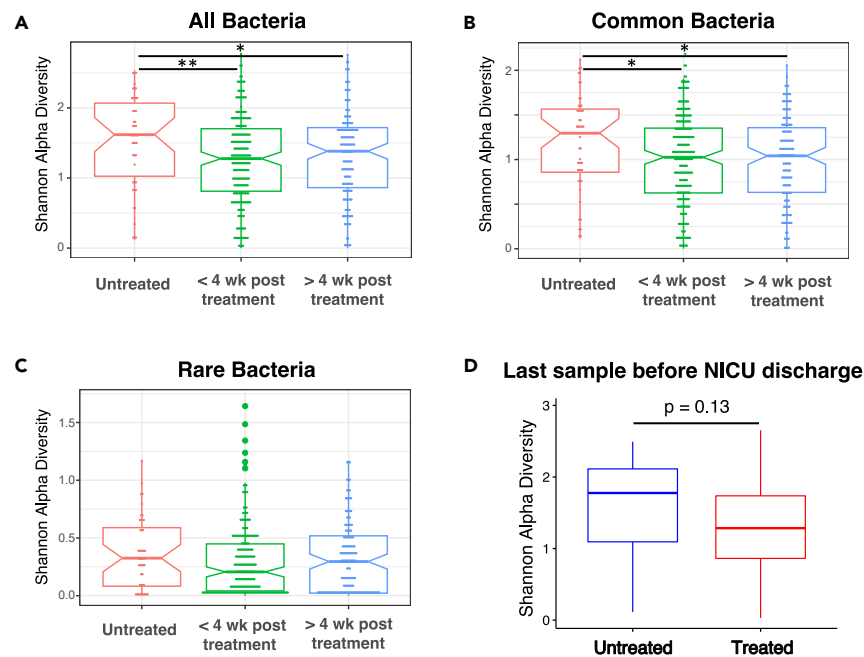 A
All Bacteria
Shannon Alpha Diversity
2
1
0
*
**
Untreated
< 4 wk post
treatment
> 4 wk post
treatment
B
Common Bacteria
Shannon Alpha Diversity
2
1
0
*
*
Untreated
< 4 wk post
treatment
> 4 wk post
treatment
C
Rare Bacteria
Shannon Alpha Diversity
1.5
1.0
0.5
0.0
Untreated
< 4 wk post
treatment
> 4 wk post
treatment
D
Last sample before NICU discharge
Shannon Alpha Diversity
3
2
1
0
p = 0.13
Untreated
Treated